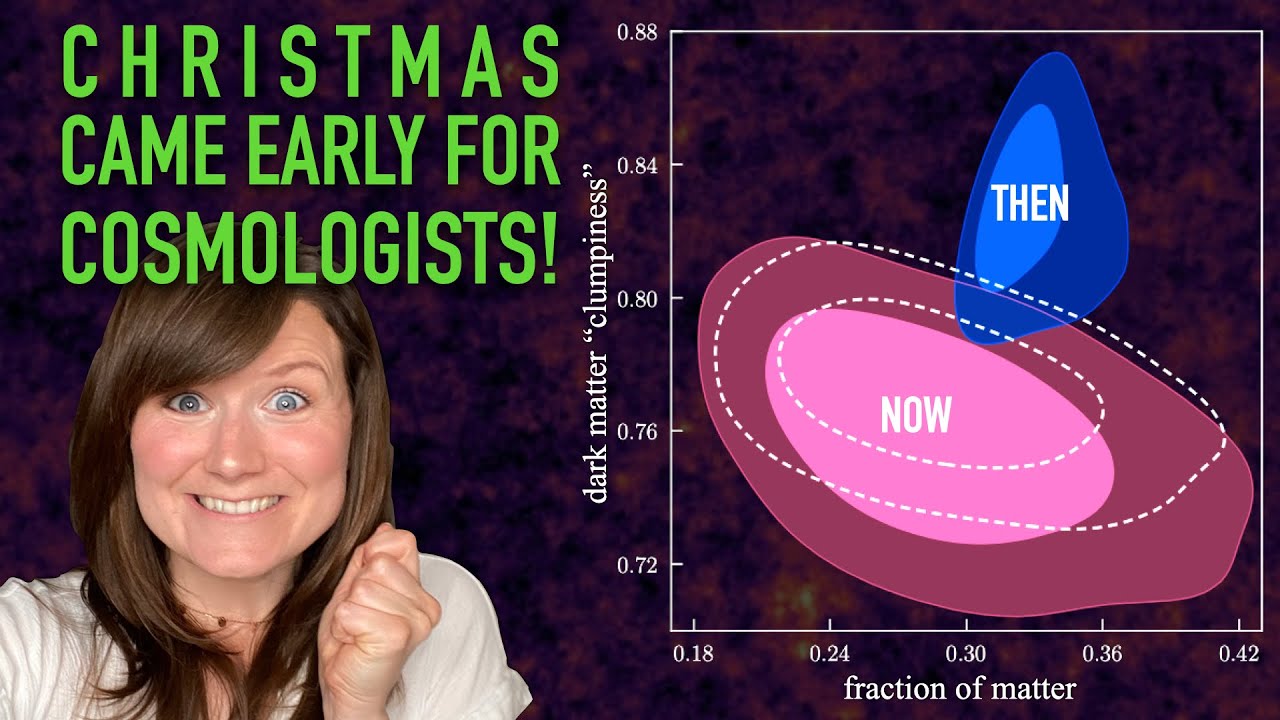 CHRISTMAS
CAME EARLY FOR
COSMOLOGISTS!
dark matter “clumpiness”
0.88
0.84
0.80
0.76
0.72
THEN
NOW
0.18
0.24
0.30
0.36
0.42
fraction of matter